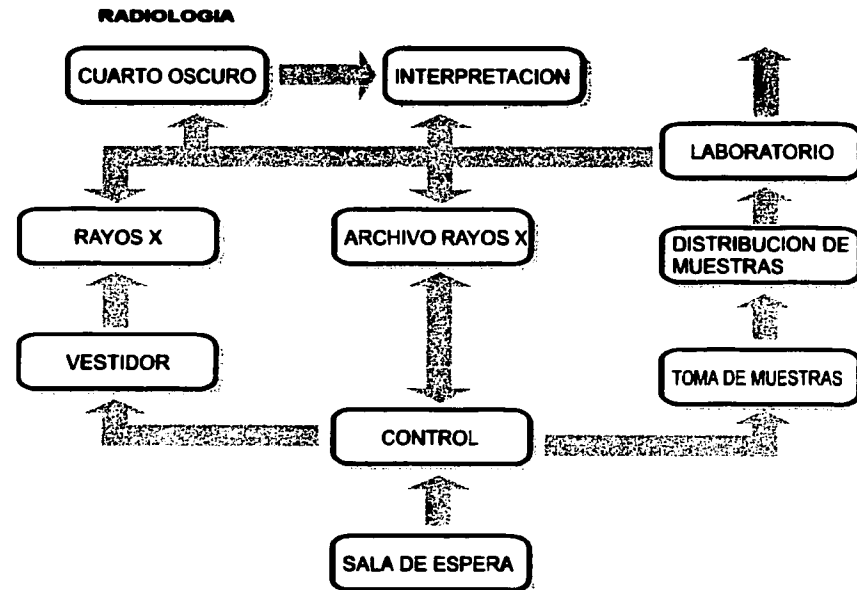 RADIOLOGIA
CUARTO OSCURO
INTERPRETACION
LABORATORIO
RAYOS X
ARCHIVO RAYOS X
DISTRIBUCION DE
MUESTRAS
VESTIDOR
TOMA DE MUESTRAS
CONTROL
SALA DE ESPERA